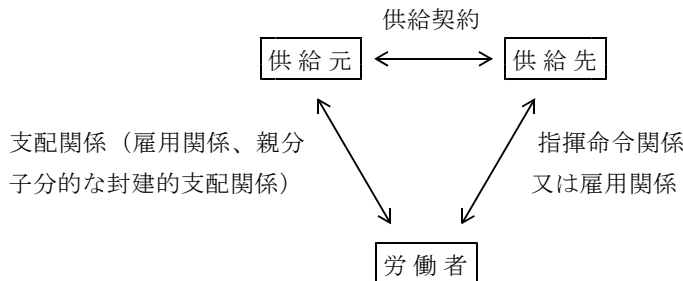 供給契約
供給元
供給先
支配関係（雇用関係、親分
子分的な封建的支配関係）
指揮命令関係
又は雇用関係
労働者